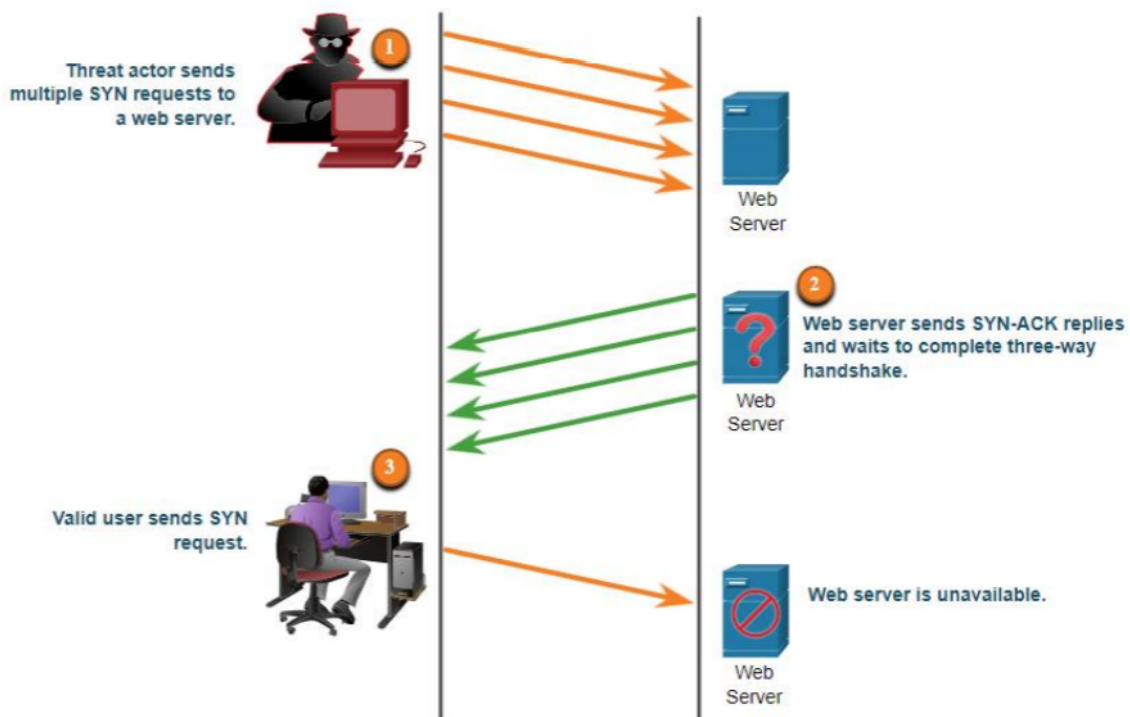 1
Threat actor sends
multiple SYN requests to
a web server.
Web
Server
2
Web server sends SYN-ACK replies
and waits to complete three-way
handshake.
Web
Server
3
Valid user sends SYN
request.
Web server is unavailable.
Web
Server